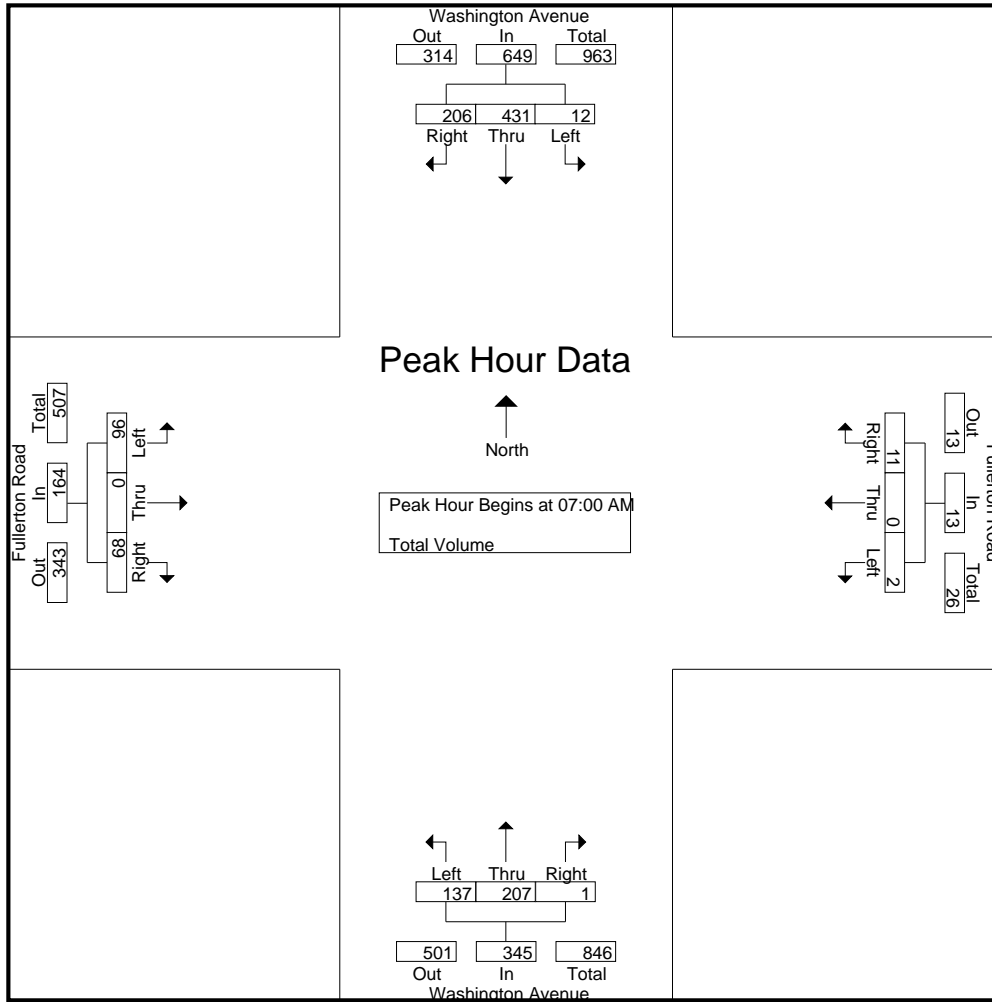 Washington Avenue
Out In Total
314 649 963
206 431 12
Right Thru Left
Peak Hour Data
North
Peak Hour Begins at 07:00 AM
Total Volume
Fullerton Road
Out In Total
343 164 507
68 0 96
Right Thru Left
Fullerton Road
Out In Total
13 13 26
11 0 2
Right Thru Left
Left Thru Right
137 207 1
501 345 846
Out In Total
Washington Avenue